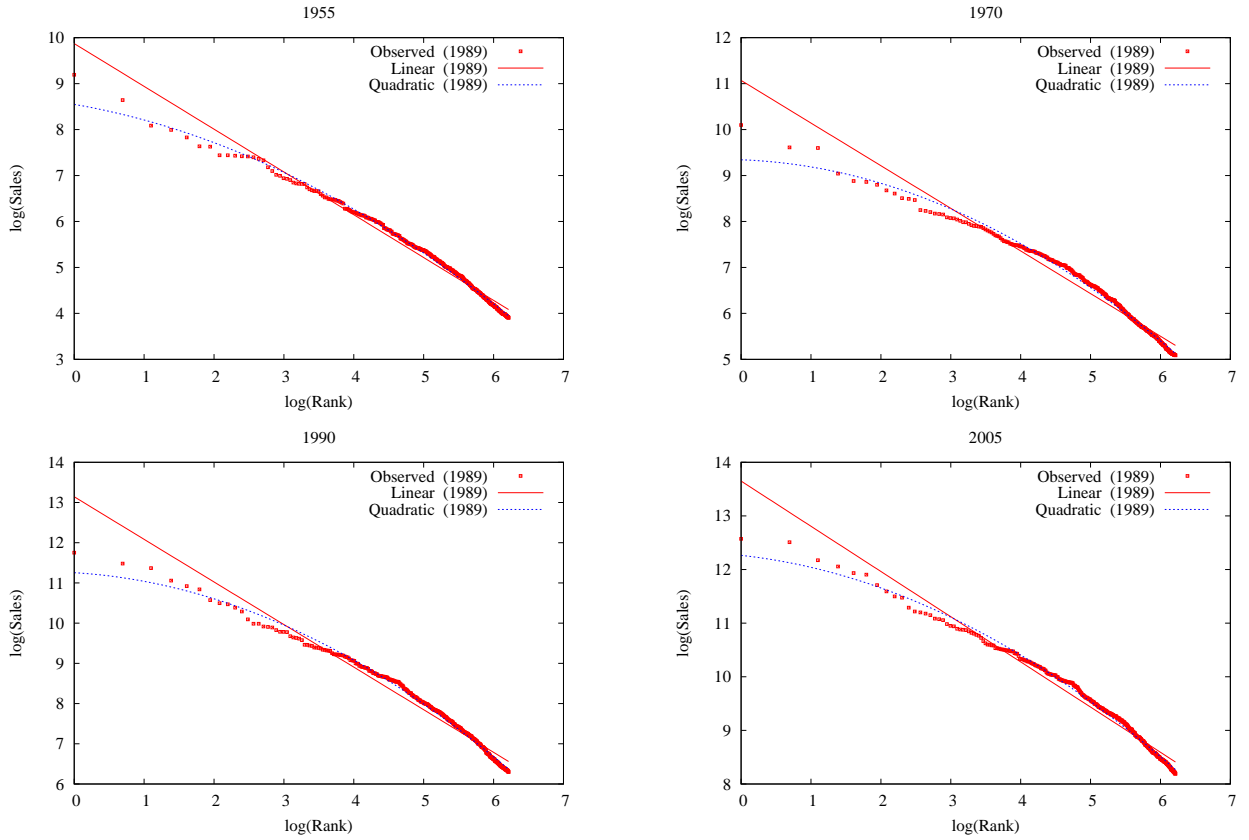 1955
10
9
8
7
6
5
4
3
log(Sales)
0 1 2 3 4 5 6 7
log(Rank)
Observed (1989)
Linear (1989)
Quadratic (1989)
1970
12
11
10
9
8
7
6
5
log(Sales)
0 1 2 3 4 5 6 7
log(Rank)
Observed (1989)
Linear (1989)
Quadratic (1989)
1990
14
13
12
11
10
9
8
7
6
log(Sales)
0 1 2 3 4 5 6 7
log(Rank)
Observed (1989)
Linear (1989)
Quadratic (1989)
2005
14
13
12
11
10
9
8
log(Sales)
0 1 2 3 4 5 6 7
log(Rank)
Observed (1989)
Linear (1989)
Quadratic (1989)